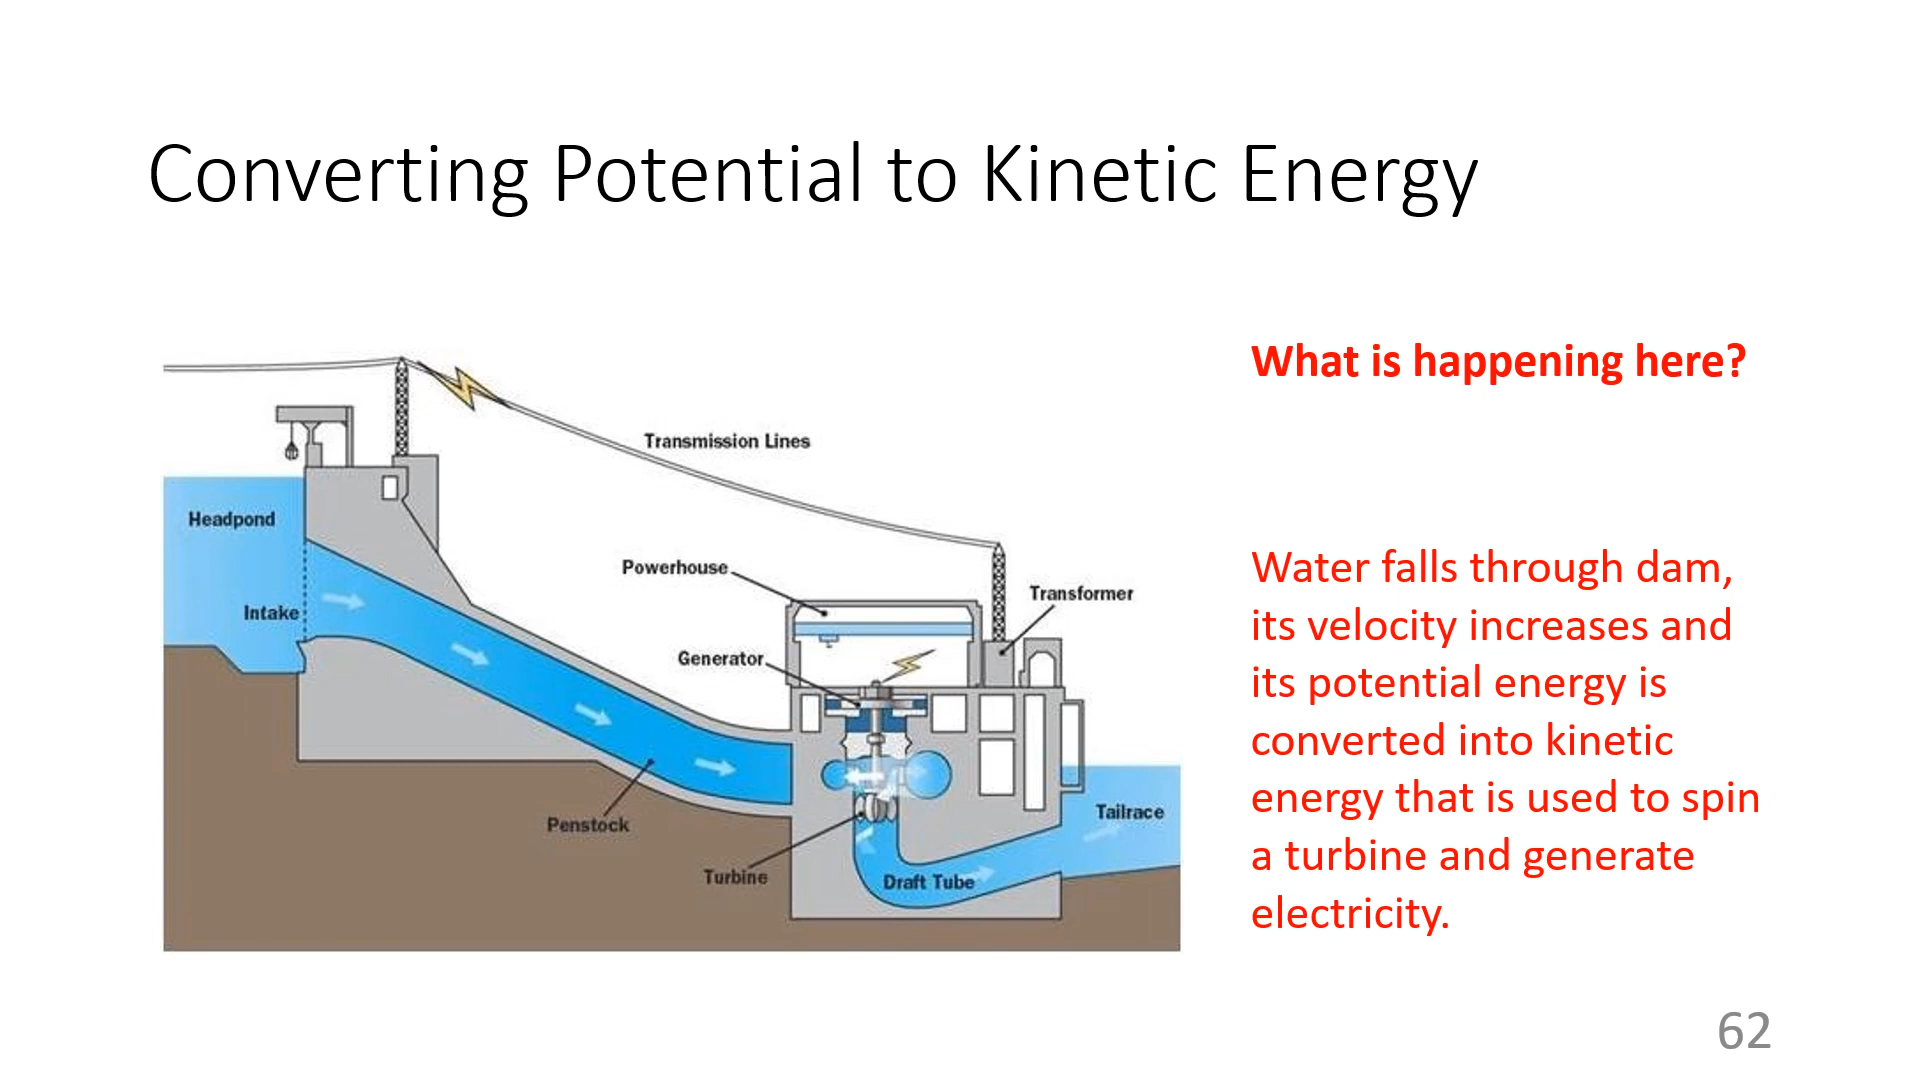 Converting Potential to Kinetic Energy
What is happening here?
Transmission Lines
Headpond
Powerhouse
Transformer
Intake
Generator
Penstock
Tailrace
Turbine
Draft Tube
Water falls through dam,
its velocity increases and
its potential energy is
converted into kinetic
energy that is used to spin
a turbine and generate
electricity.
62